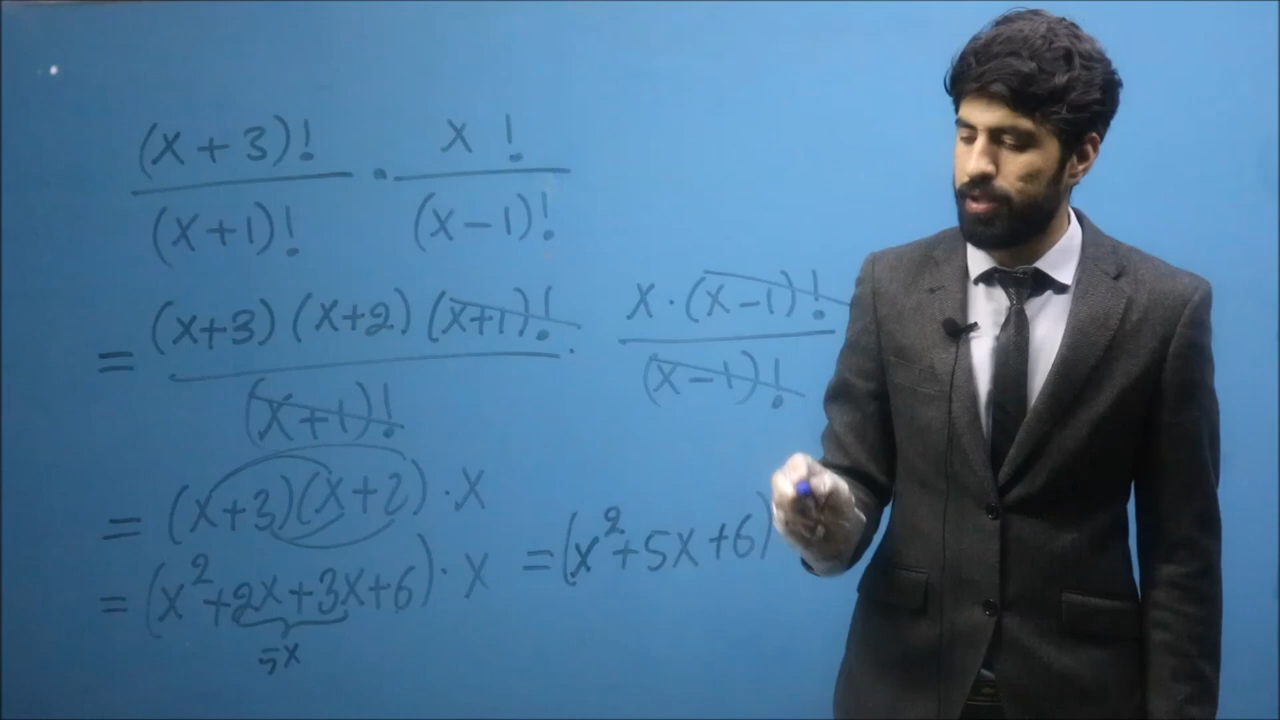 (x+3)!/(x+1)! · x!/(x-1)!
= (x+3)(x+2)(x+1)!/(x+1)! · x·(x-1)!/(x-1)!
= (x+3)(x+2)·x
= (x²+2x+3x+6)·x = (x²+5x+6)
5x